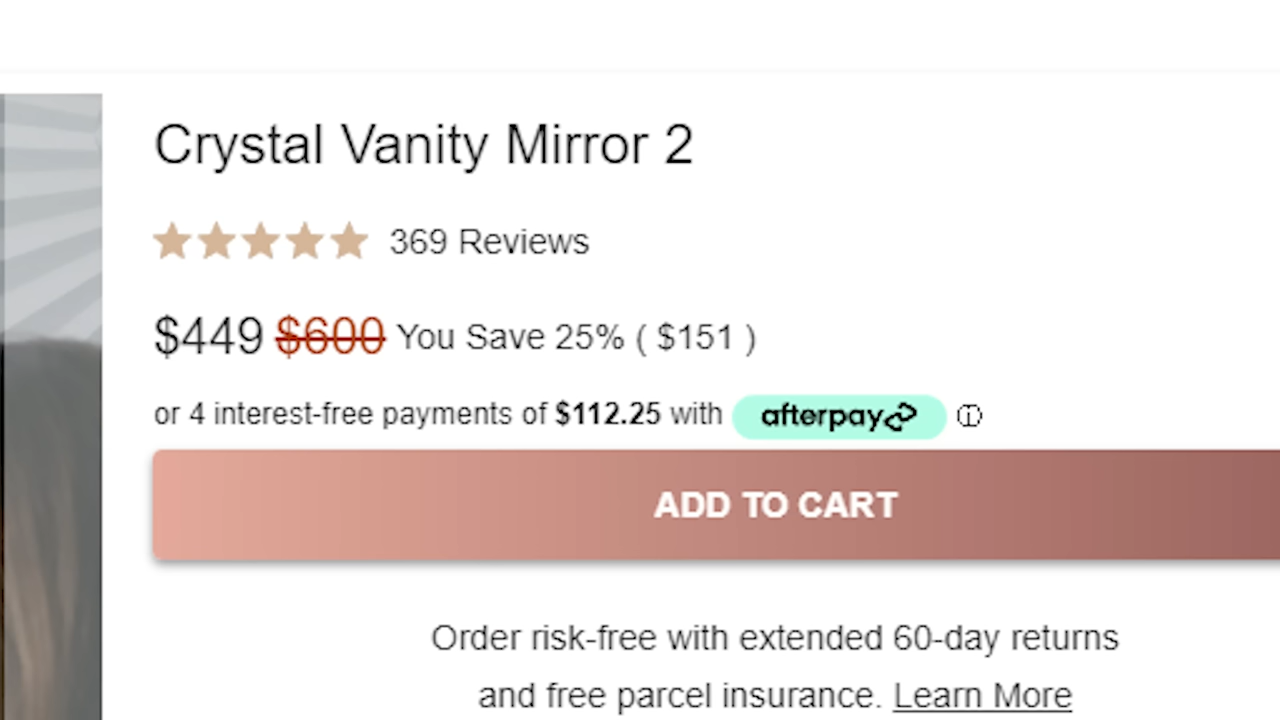 Crystal Vanity Mirror 2
369 Reviews
$449 $600 You Save 25% ( $151 )
or 4 interest-free payments of $112.25 with afterpay
ADD TO CART
Order risk-free with extended 60-day returns
and free parcel insurance. Learn More